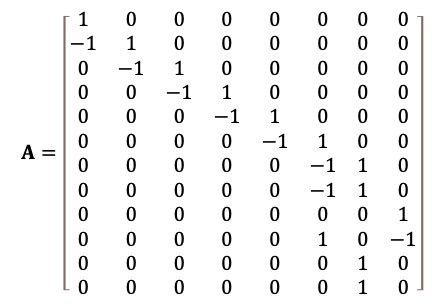 1 0 0 0 0 0 0 0
−1 1 0 0 0 0 0 0
0 −1 1 0 0 0 0 0
0 0 −1 1 0 0 0 0
0 0 0 −1 1 0 0 0
0 0 0 0 −1 1 0 0
A = 0 0 0 0 0 −1 1 0
0 0 0 0 0 −1 1 0
0 0 0 0 0 0 0 1
0 0 0 0 0 1 0 −1
0 0 0 0 0 0 1 0
0 0 0 0 0 0 1 0